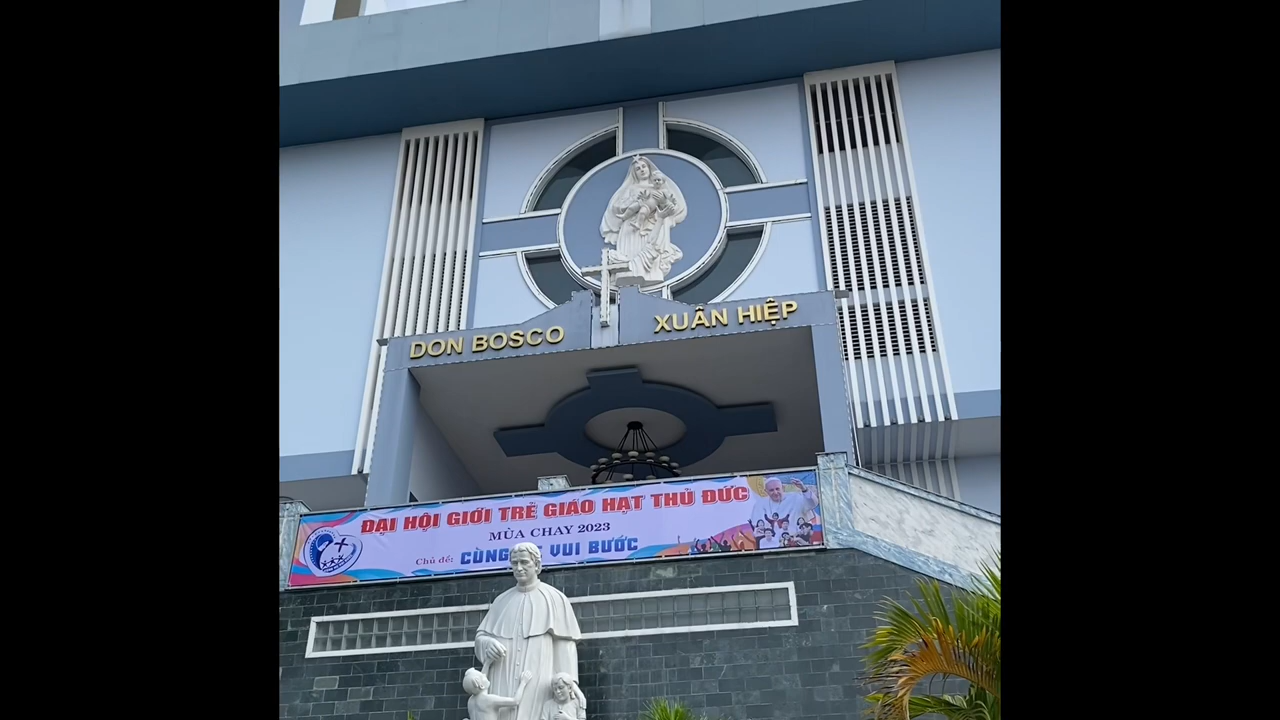 DON BOSCO XUÂN HIỆP
ĐẠI HỘI GIỚI TRẺ GIÁO HẠT THỦ ĐỨC
MÙA CHAY 2023
Chủ đề: CÙNG VUI BƯỚC